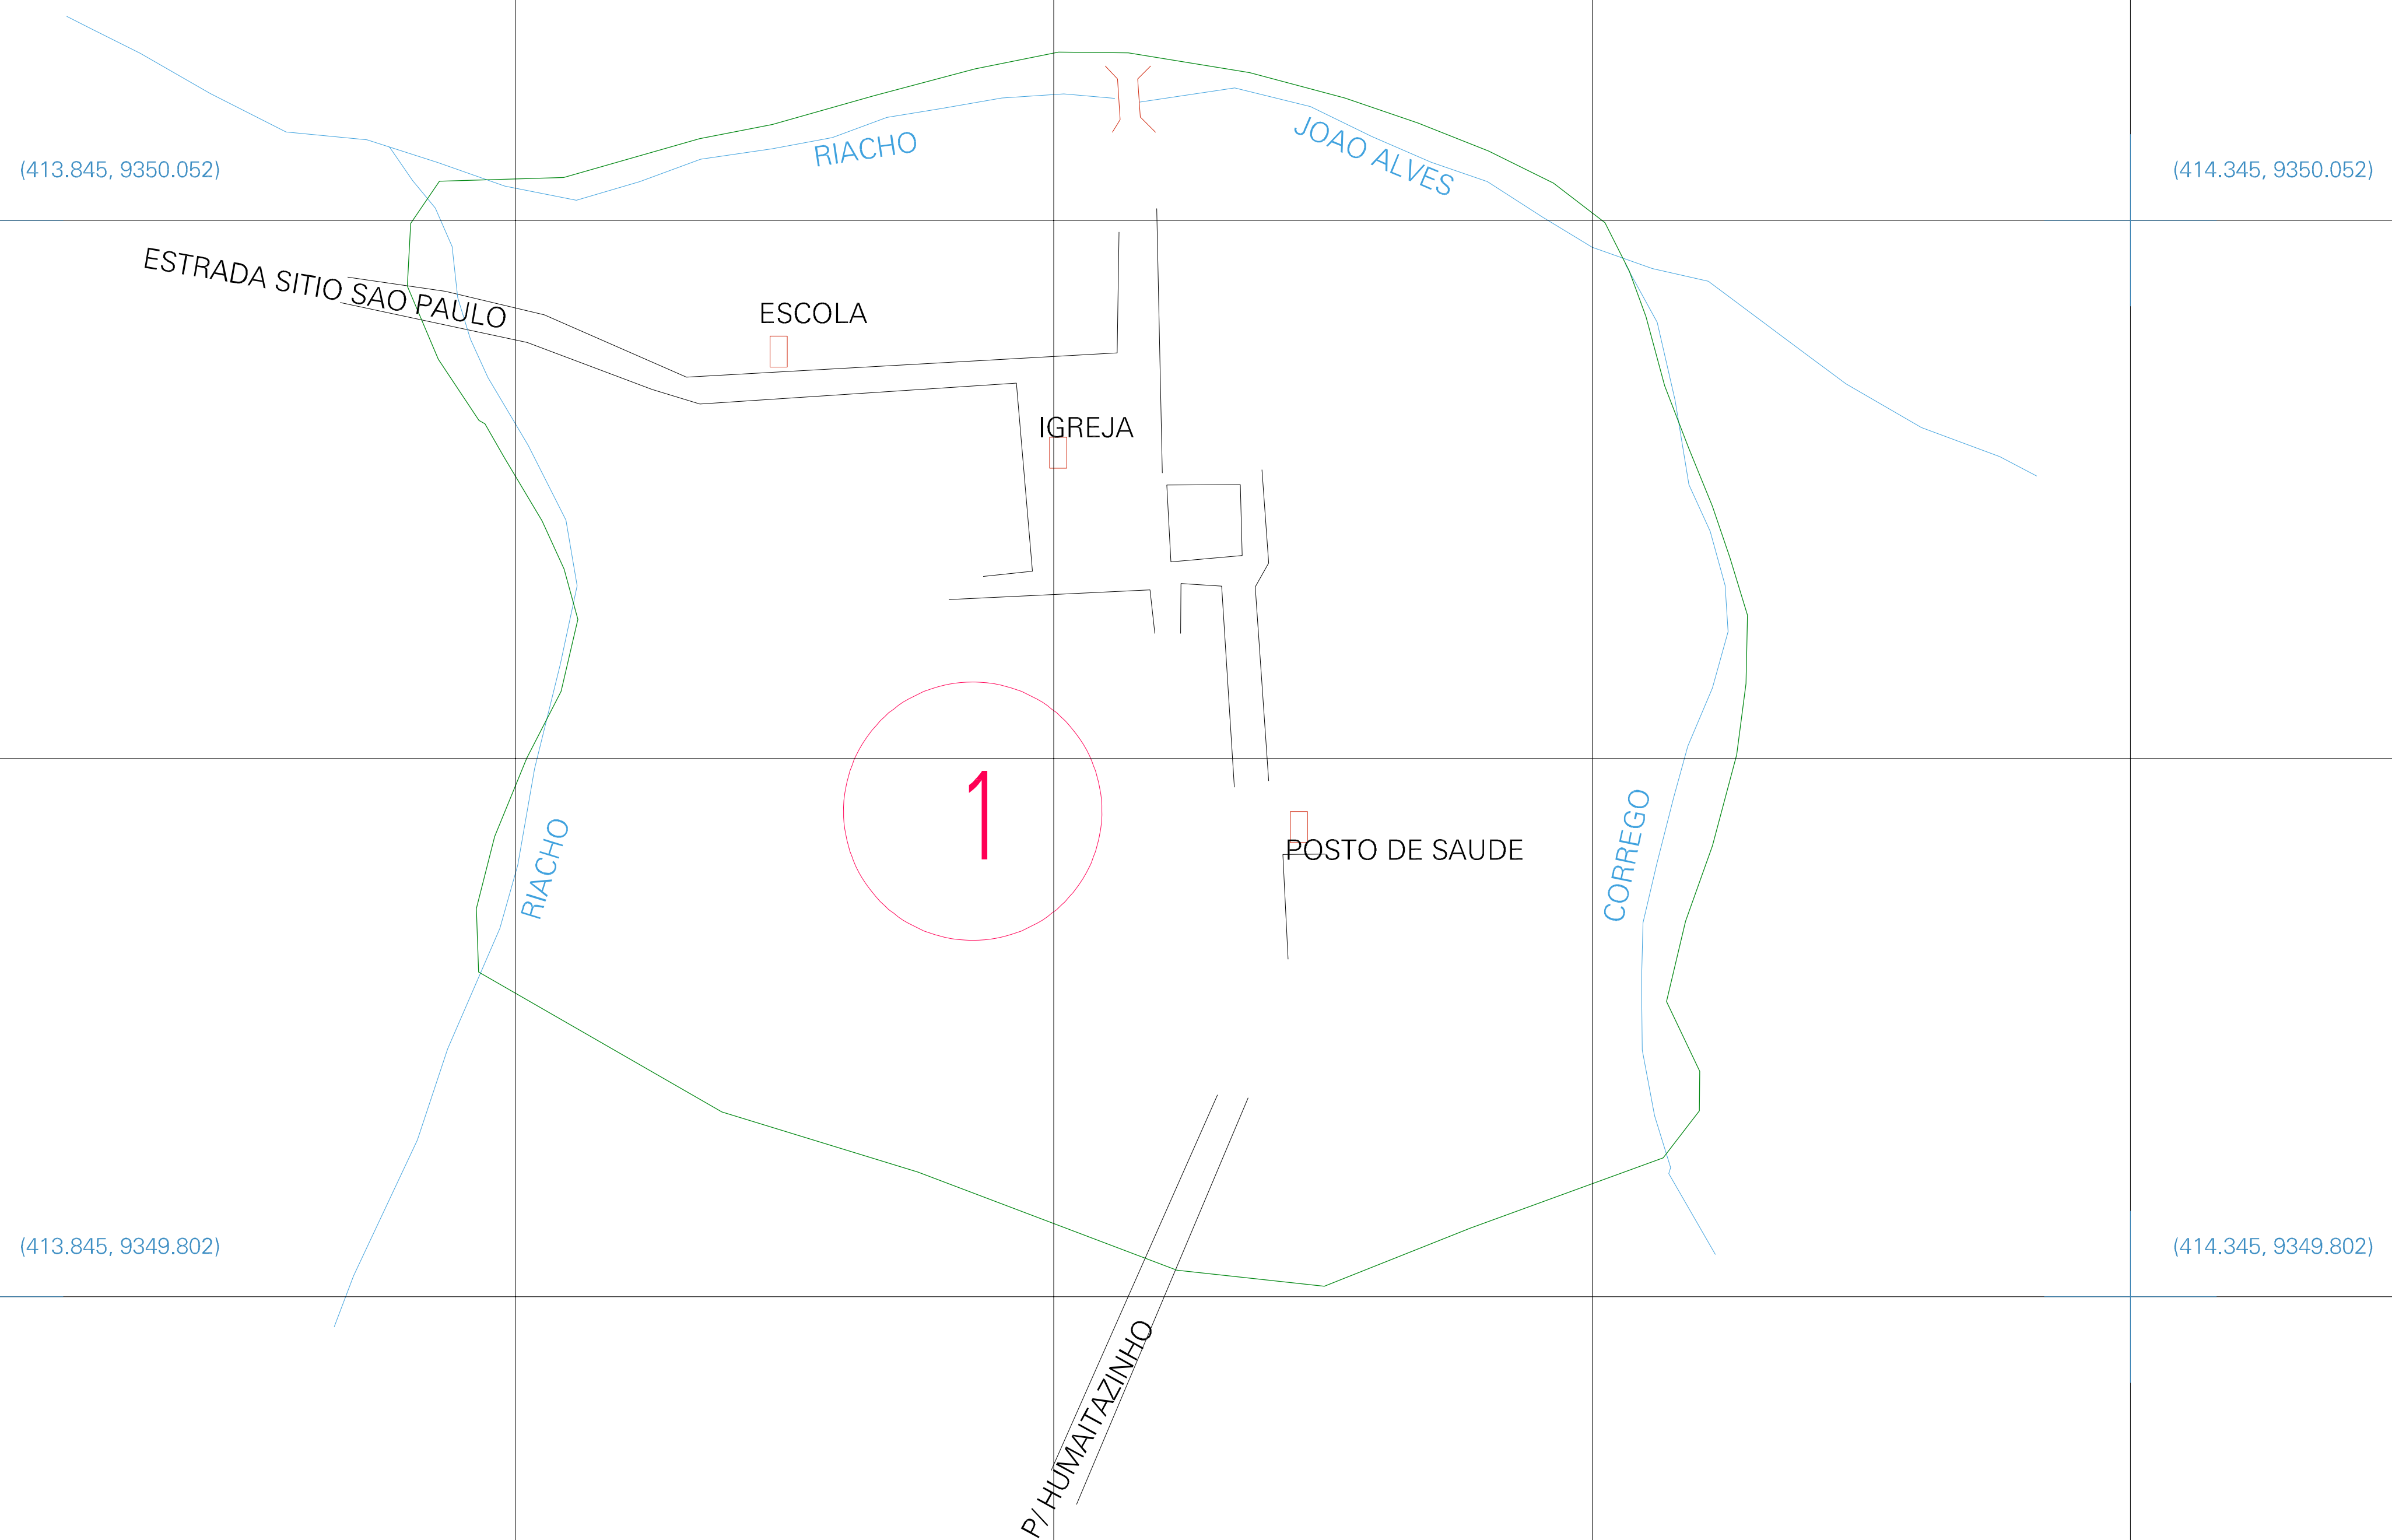 RIACHO
JOAO ALVES
(413.845, 9350.052)
(414.345, 9350.052)
ESTRADA SITIO SAO PAULO
ESCOLA
IGREJA
1
POSTO DE SAUDE
RIACHO
CORREGO
(413.845, 9349.802)
(414.345, 9349.802)
P/ HUMAITAZINHO